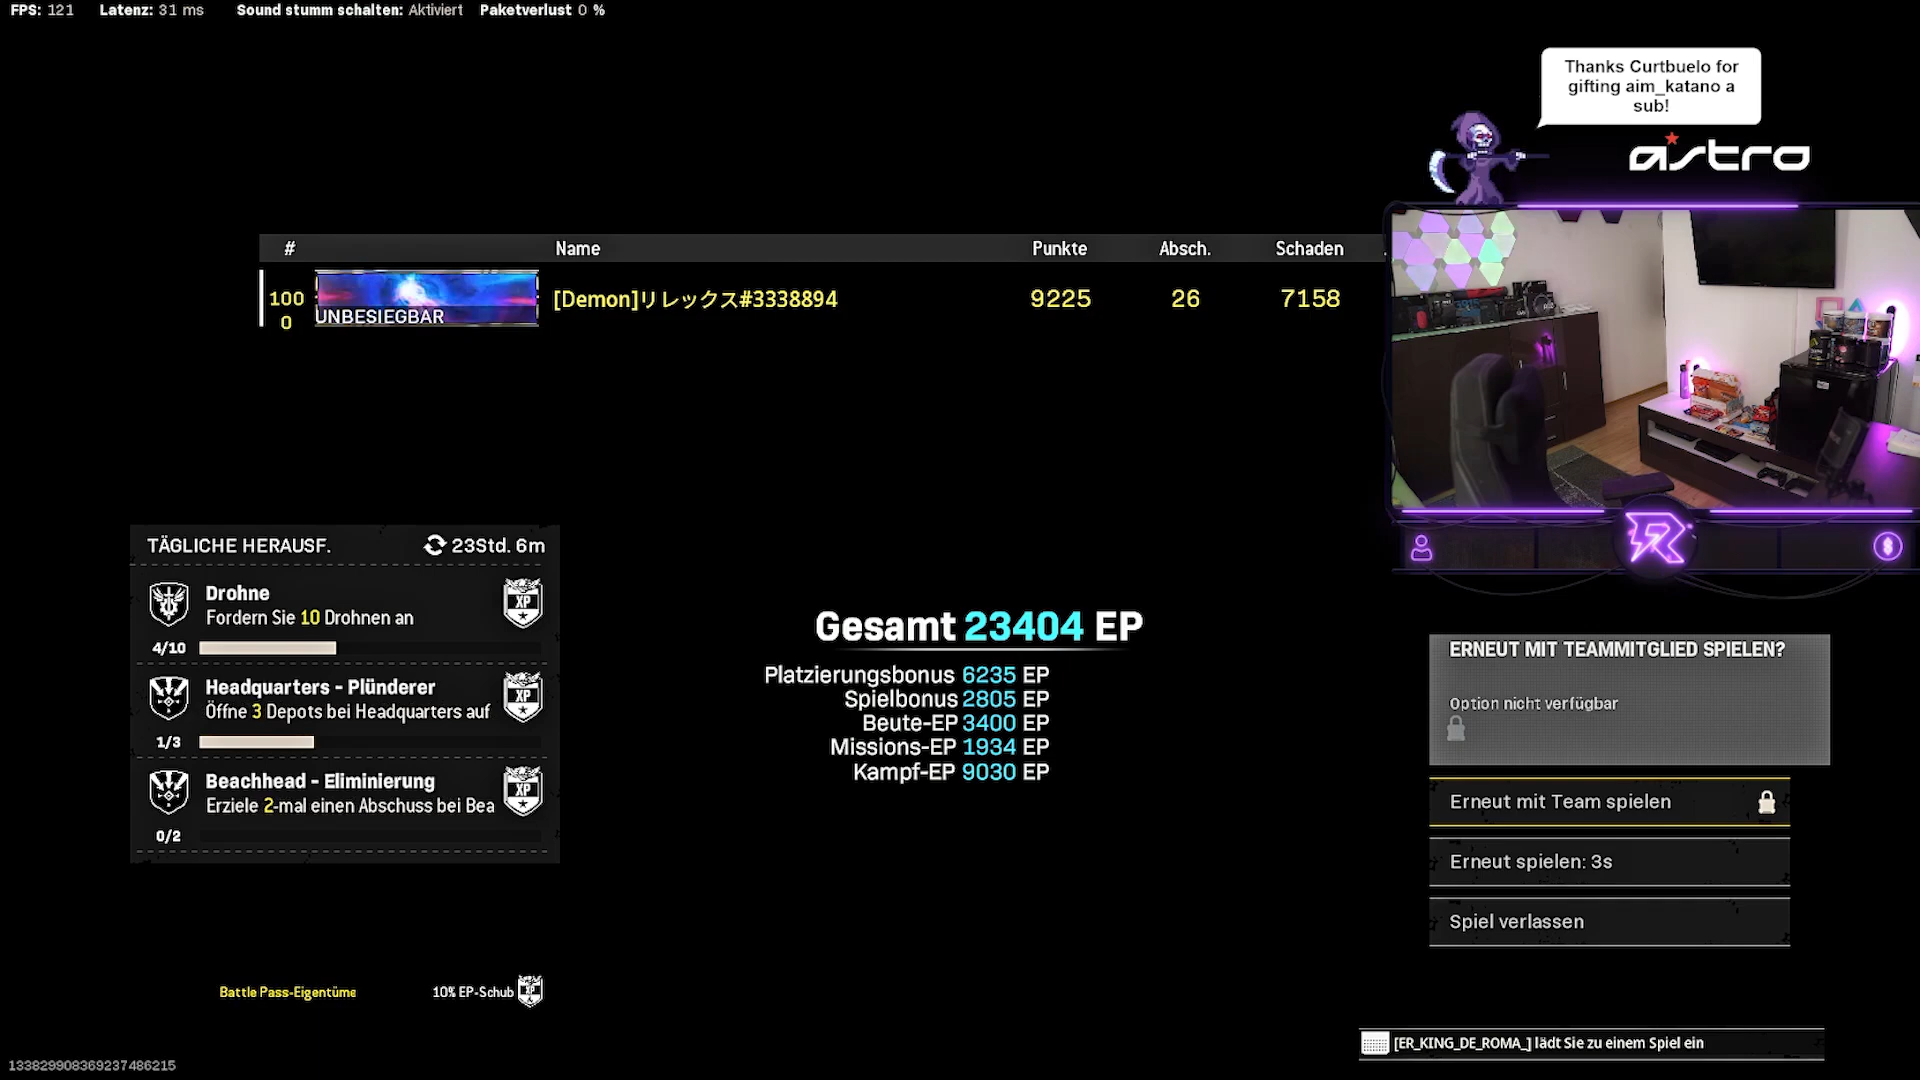 FPS: 121 Latenz: 31 ms Sound stumm schalten: Aktiviert Paketverlust 0 %
Thanks Curtbuelo for
gifting aim_katano a
sub!
astro
# Name Punkte Absch. Schaden
100
0
UNBESIEGBAR
[Demon]リレックス#3338894 9225 26 7158
TÄGLICHE HERAUSF. 23Std. 6m
Drohne
Fordern Sie 10 Drohnen an
XP
4/10
Headquarters - Plünderer
Öffne 3 Depots bei Headquarters auf
XP
1/3
Beachhead - Eliminierung
Erziele 2-mal einen Abschuss bei Bea
XP
0/2
Gesamt 23404 EP
Platzierungsbonus 6235 EP
Spielbonus 2805 EP
Beute-EP 3400 EP
Missions-EP 1934 EP
Kampf-EP 9030 EP
ERNEUT MIT TEAMMITGLIED SPIELEN?
Option nicht verfügbar
Erneut mit Team spielen
Erneut spielen: 3s
Spiel verlassen
Battle Pass-Eigentüme 10% EP-Schub XP
[ER_KING_DE_ROMA_] lädt Sie zu einem Spiel ein
133829908369237486215